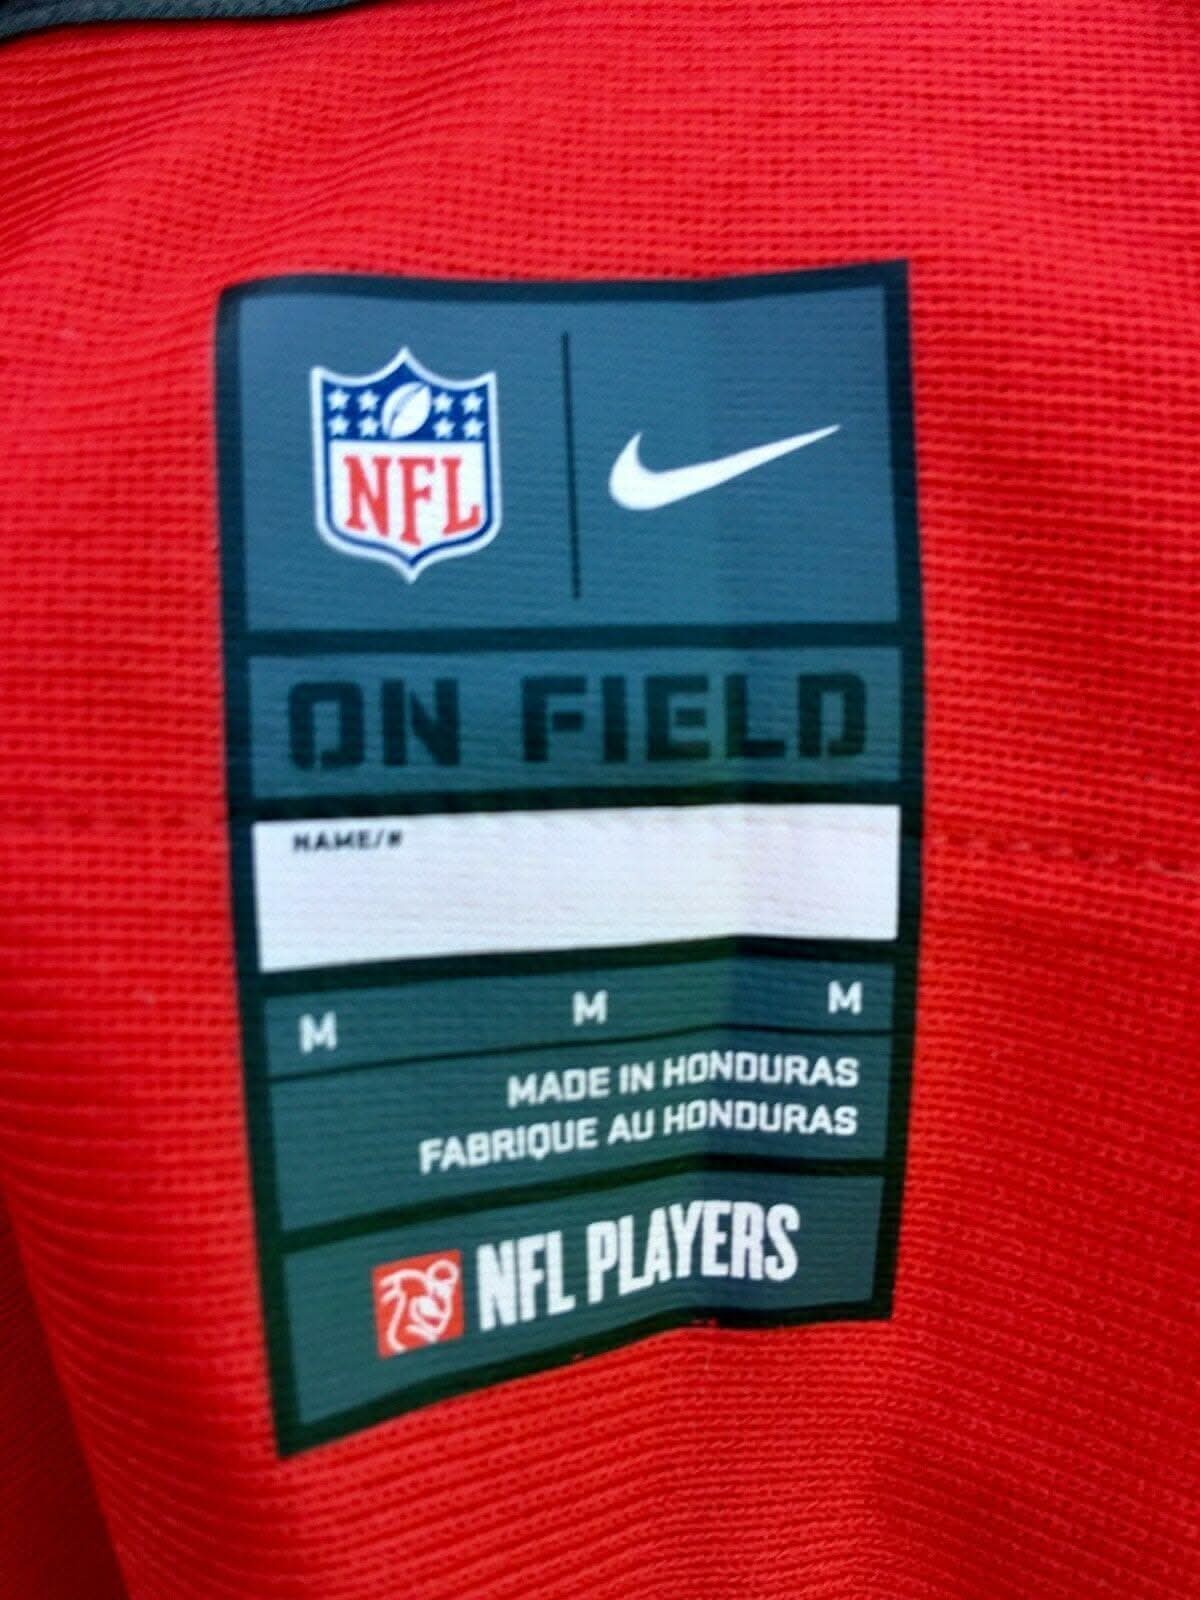 NFL
ON FIELD
NAME/#
M M M
MADE IN HONDURAS
FABRIQUE AU HONDURAS
NFL PLAYERS